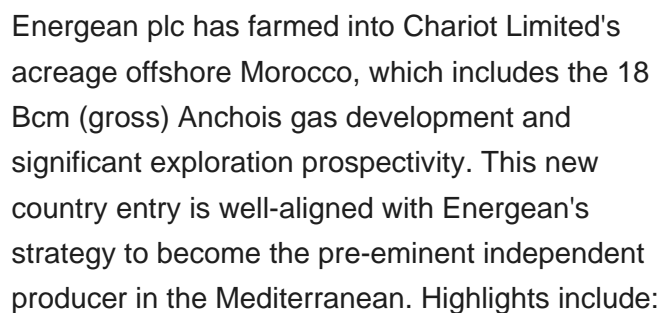 Energean plc has farmed into Chariot Limited's
acreage offshore Morocco, which includes the 18
Bcm (gross) Anchois gas development and
significant exploration prospectivity. This new
country entry is well-aligned with Energean's
strategy to become the pre-eminent independent
producer in the Mediterranean. Highlights include: